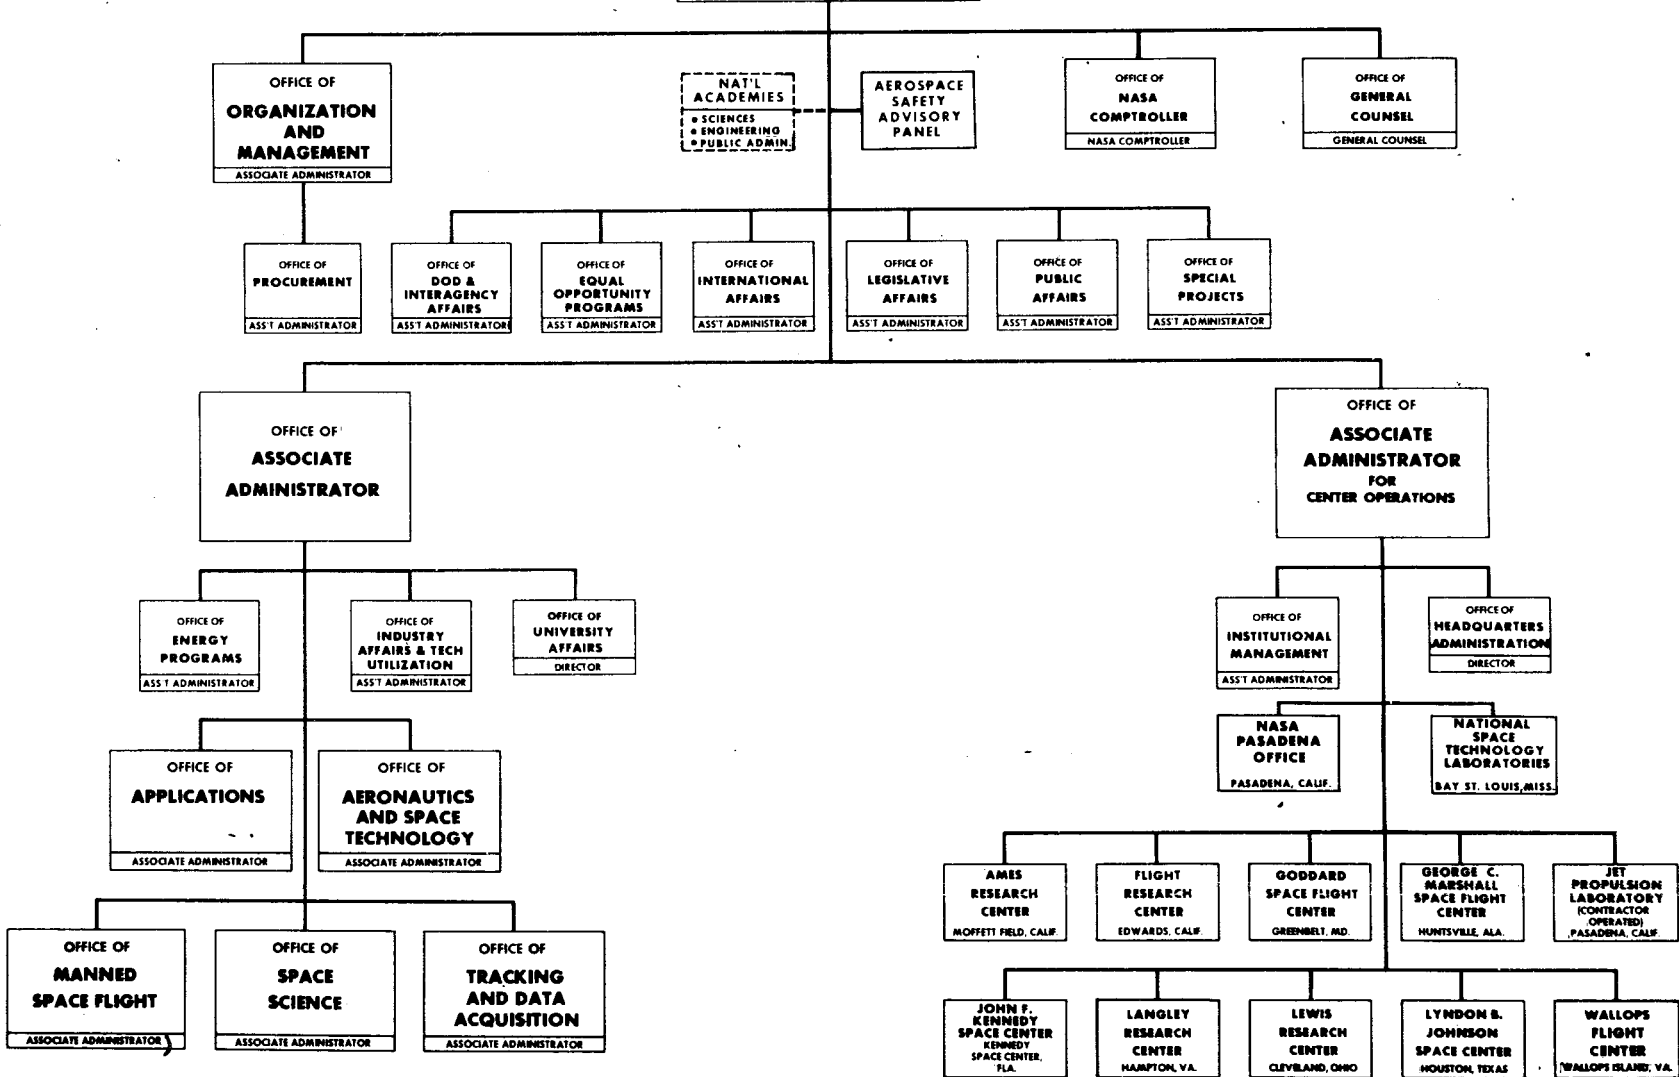 OFFICE OF
ORGANIZATION
AND
MANAGEMENT
ASSOCIATE ADMINISTRATOR
NAT'L
ACADEMIES
• SCIENCES
• ENGINEERING
• PUBLIC ADMIN.
AEROSPACE
SAFETY
ADVISORY
PANEL
OFFICE OF
NASA
COMPTROLLER
NASA COMPTROLLER
OFFICE OF
GENERAL
COUNSEL
GENERAL COUNSEL
OFFICE OF
PROCUREMENT
ASS'T ADMINISTRATOR
OFFICE OF
DOD &
INTERAGENCY
AFFAIRS
ASS'T ADMINISTRATOR
OFFICE OF
EQUAL
OPPORTUNITY
PROGRAMS
ASS'T ADMINISTRATOR
OFFICE OF
INTERNATIONAL
AFFAIRS
ASS'T ADMINISTRATOR
OFFICE OF
LEGISLATIVE
AFFAIRS
ASS'T ADMINISTRATOR
OFFICE OF
PUBLIC
AFFAIRS
ASS'T ADMINISTRATOR
OFFICE OF
SPECIAL
PROJECTS
ASS'T ADMINISTRATOR
OFFICE OF
ASSOCIATE
ADMINISTRATOR
OFFICE OF
ASSOCIATE
ADMINISTRATOR
FOR
CENTER OPERATIONS
OFFICE OF
ENERGY
PROGRAMS
ASS'T ADMINISTRATOR
OFFICE OF
INDUSTRY
AFFAIRS & TECH
UTILIZATION
ASS'T ADMINISTRATOR
OFFICE OF
UNIVERSITY
AFFAIRS
DIRECTOR
OFFICE OF
INSTITUTIONAL
MANAGEMENT
ASS'T ADMINISTRATOR
OFFICE OF
HEADQUARTERS
ADMINISTRATION
DIRECTOR
NASA
PASADENA
OFFICE
PASADENA, CALIF.
NATIONAL
SPACE
TECHNOLOGY
LABORATORIES
BAY ST. LOUIS, MISS.
OFFICE OF
APPLICATIONS
ASSOCIATE ADMINISTRATOR
OFFICE OF
AERONAUTICS
AND SPACE
TECHNOLOGY
ASSOCIATE ADMINISTRATOR
AMES
RESEARCH
CENTER
MOFFETT FIELD, CALIF.
FLIGHT
RESEARCH
CENTER
EDWARDS, CALIF.
GODDARD
SPACE FLIGHT
CENTER
GREENBELT, MD.
GEORGE C.
MARSHALL
SPACE FLIGHT
CENTER
HUNTSVILLE, ALA.
JET
PROPULSION
LABORATORY
(CONTRACTOR
OPERATED)
PASADENA, CALIF.
OFFICE OF
MANNED
SPACE FLIGHT
ASSOCIATE ADMINISTRATOR
OFFICE OF
SPACE
SCIENCE
ASSOCIATE ADMINISTRATOR
OFFICE OF
TRACKING
AND DATA
ACQUISITION
ASSOCIATE ADMINISTRATOR
JOHN F.
KENNEDY
SPACE CENTER
KENNEDY
SPACE CENTER,
FLA.
LANGLEY
RESEARCH
CENTER
HAMPTON, VA.
LEWIS
RESEARCH
CENTER
CLEVELAND, OHIO
LYNDON B.
JOHNSON
SPACE CENTER
HOUSTON, TEXAS
WALLOPS
FLIGHT
CENTER
WALLOPS ISLAND, VA.